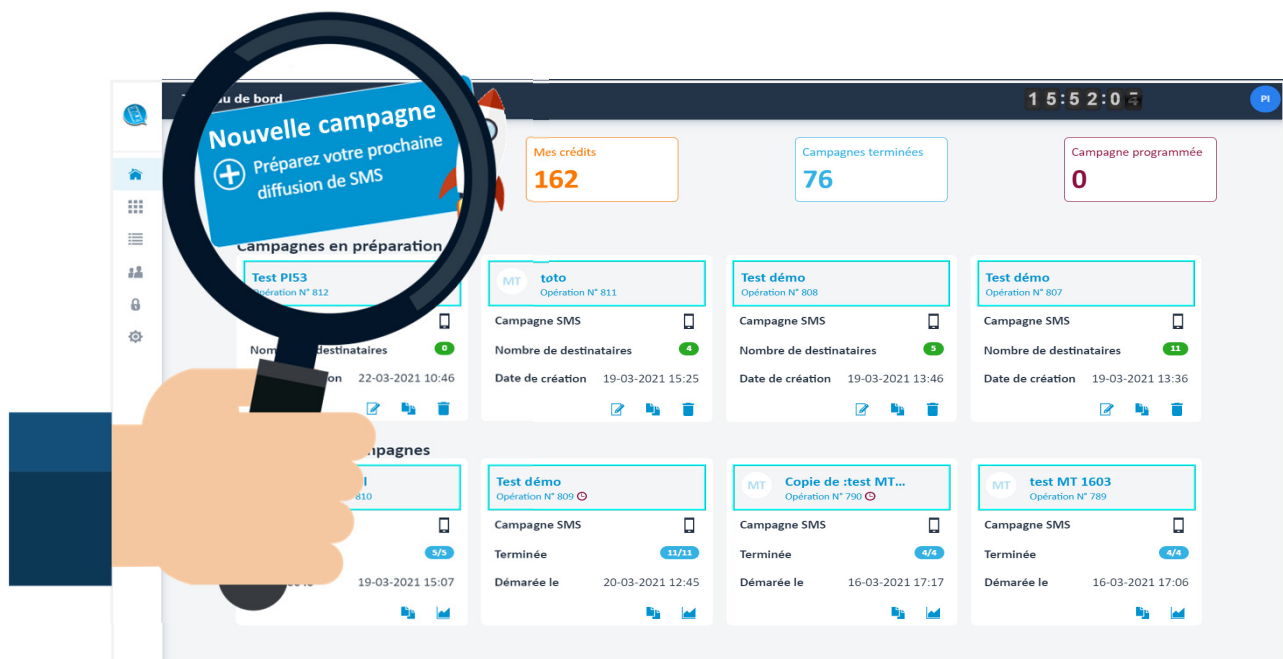 u de bord
15:52:0
PI
Nouvelle campagne
Préparez votre prochaine
diffusion de SMS
Mes crédits
162
Campagnes terminées
76
Campagne programmée
0
Campagnes en préparation
Test PI53
Opération N° 812
MT
toto
Opération N° 811
Test démo
Opération N° 808
Test démo
Opération N° 807
Campagne SMS
Campagne SMS
Campagne SMS
Nom destinataires 0
Nombre de destinataires 4
Nombre de destinataires 5
Nombre de destinataires 11
on 22-03-2021 10:46
Date de création 19-03-2021 15:25
Date de création 19-03-2021 13:46
Date de création 19-03-2021 13:36
mpagnes
810
Test démo
Opération N° 809
MT
Copie de :test MT...
Opération N° 790
MT
test MT 1603
Opération N° 789
Campagne SMS
Campagne SMS
Campagne SMS
5/5
Terminée 11/11
Terminée 4/4
Terminée 4/4
19-03-2021 15:07
Démarée le 20-03-2021 12:45
Démarée le 16-03-2021 17:17
Démarée le 16-03-2021 17:06